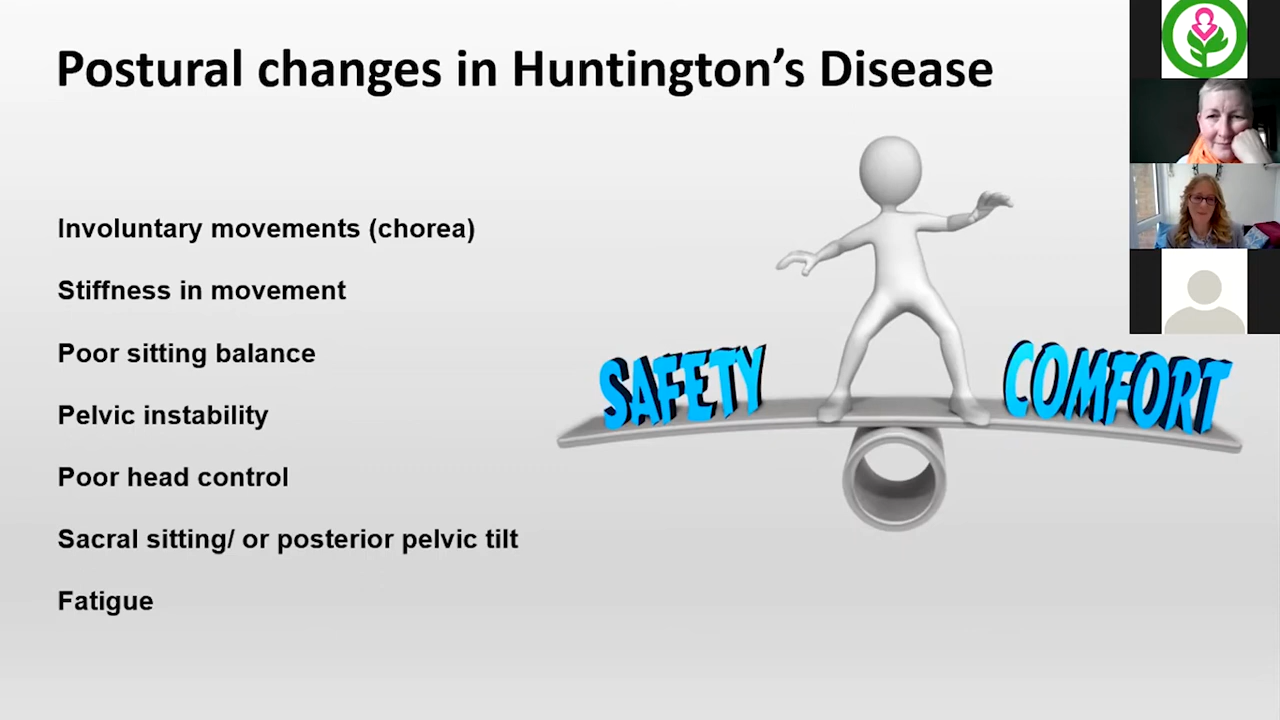 Postural changes in Huntington’s Disease
Involuntary movements (chorea)
Stiffness in movement
Poor sitting balance
Pelvic instability
Poor head control
Sacral sitting/ or posterior pelvic tilt
Fatigue
SAFETY
COMFORT